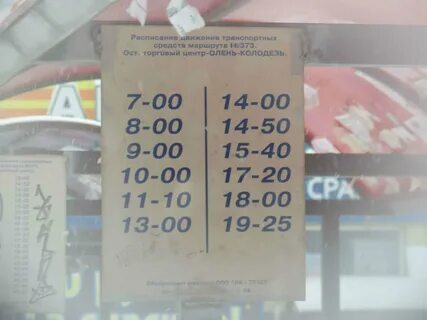 Расписание движения транспортных
средств маршрута №373.
Ост. торговый центр-ОЛЕНЬ-КОЛОДЕЗЬ.
7-00 14-00
8-00 14-50
9-00 15-40
10-00 17-20
11-10 18-00
13-00 19-25
СРА